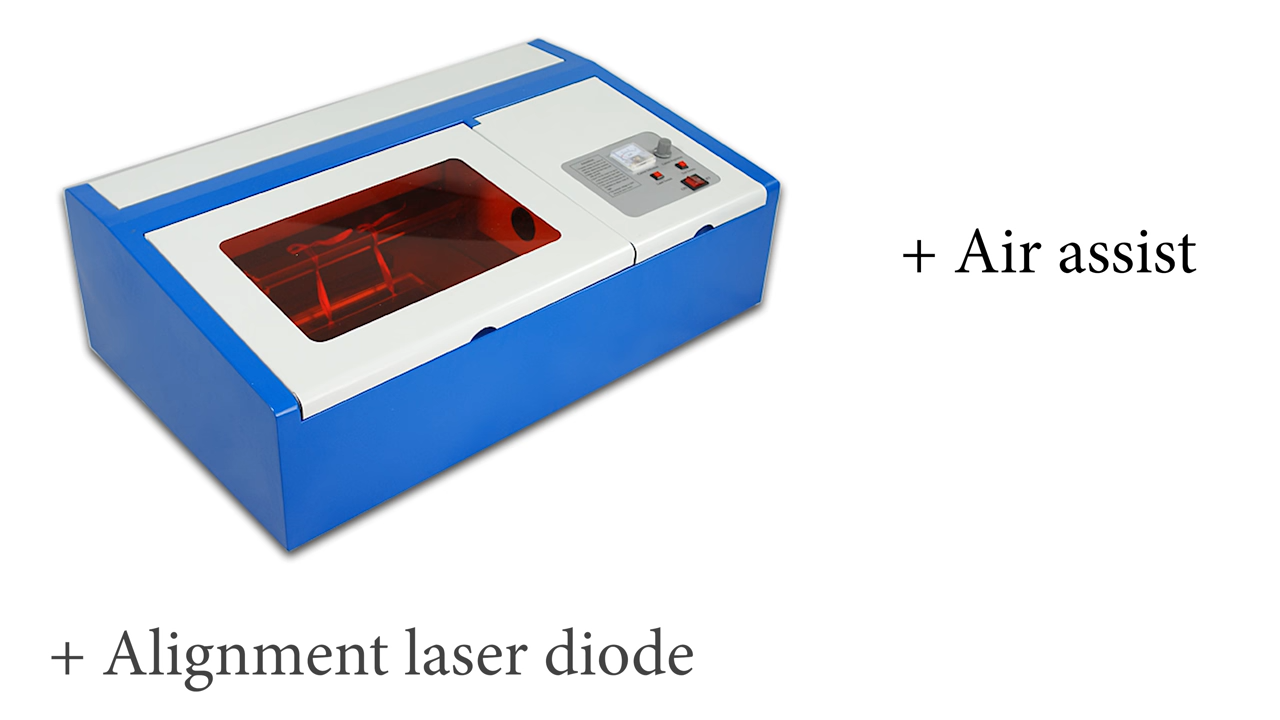 + Air assist
+ Alignment laser diode